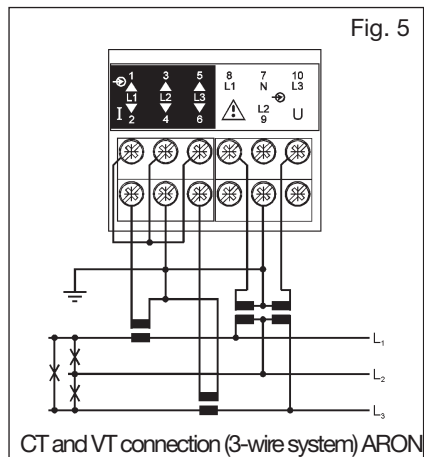 Fig. 5
1 3 5 8 7 10
L1 N L3
L1 L2 L3
I L2 U
2 4 6 9
L1
L2
L3
CT and VT connection (3-wire system) ARON